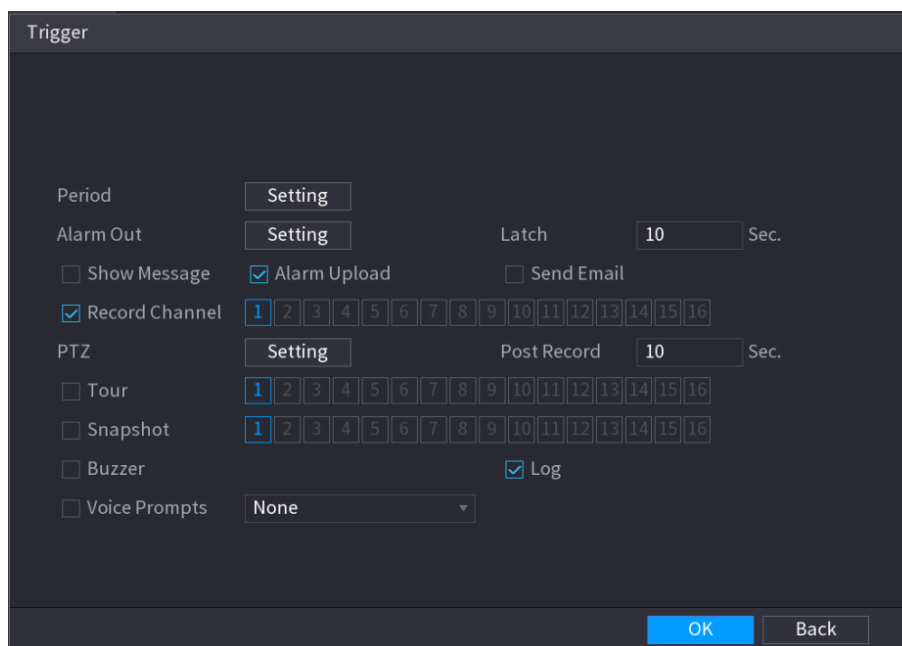 Trigger
Period Setting
Alarm Out Setting Latch 10 Sec.
Show Message Alarm Upload Send Email
Record Channel 1 2 3 4 5 6 7 8 9 10 11 12 13 14 15 16
PTZ Setting Post Record 10 Sec.
Tour 1 2 3 4 5 6 7 8 9 10 11 12 13 14 15 16
Snapshot 1 2 3 4 5 6 7 8 9 10 11 12 13 14 15 16
Buzzer Log
Voice Prompts None
OK Back